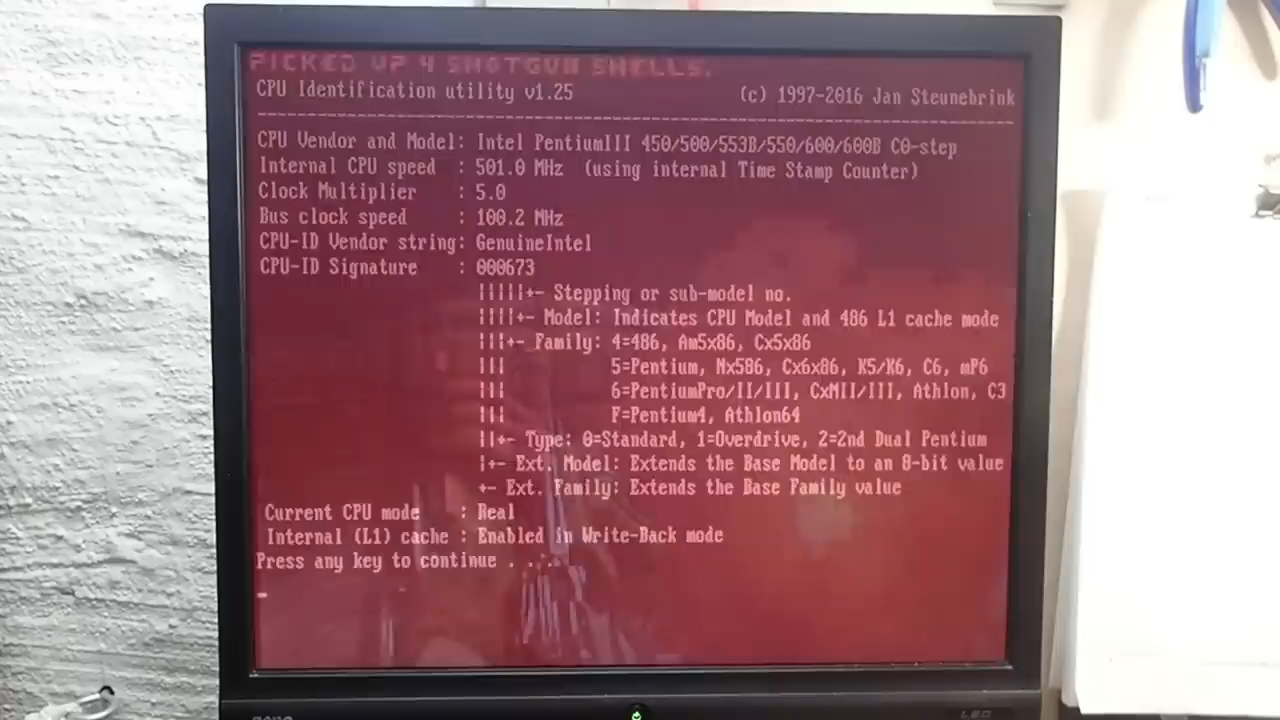 PICKED UP 4 SHOTGUN SHELLS.
CPU Identification utility v1.25 (c) 1997-2016 Jan Steunebrink
CPU Vendor and Model: Intel PentiumIII 450/500/553B/550/600/600B C0-step
Internal CPU speed : 501.0 MHz (using internal Time Stamp Counter)
Clock Multiplier : 5.0
Bus clock speed : 100.2 MHz
CPU-ID Vendor string: GenuineIntel
CPU-ID Signature : 000673
|||||+- Stepping or sub-model no.
||||+- Model: Indicates CPU Model and 486 L1 cache mode
|||+- Family: 4=486, Am5x86, Cx5x86
||| 5=Pentium, Nx586, Cx6x86, K5/K6, C6, mP6
||| 6=PentiumPro/II/III, CxMII/III, Athlon, C3
||| F=Pentium4, Athlon64
||+- Type: 0=Standard, 1=Overdrive, 2=2nd Dual Pentium
|+- Ext. Model: Extends the Base Model to an 8-bit value
+- Ext. Family: Extends the Base Family value
Current CPU mode : Real
Internal (L1) cache : Enabled in Write-Back mode
Press any key to continue . . .
LED